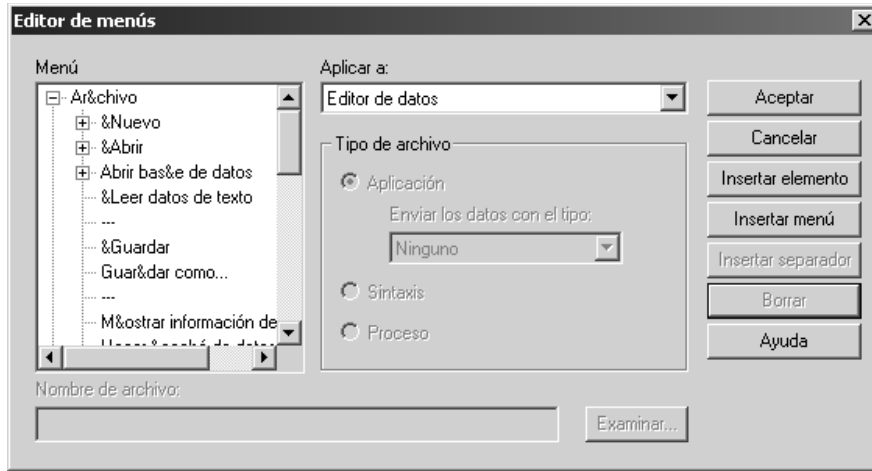 Editor de menús
Menú
Ar&chivo
&Nuevo
&Abrir
Abrir bas&e de datos
&Leer datos de texto
---
&Guardar
Guar&dar como...
---
M&ostrar información de
Aplicar a:
Editor de datos
Tipo de archivo
Aplicación
Enviar los datos con el tipo:
Ninguno
Sintaxis
Proceso
Aceptar
Cancelar
Insertar elemento
Insertar menú
Insertar separador
Borrar
Ayuda
Nombre de archivo:
Examinar...